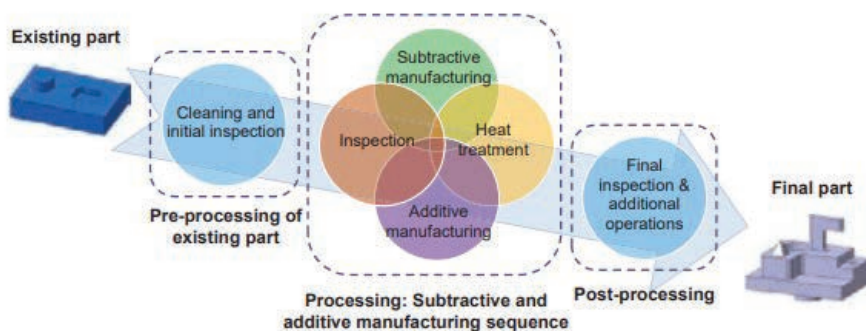 Existing part
Cleaning and
initial inspection
Pre-processing of
existing part
Subtractive
manufacturing
Inspection
Heat
treatment
Additive
manufacturing
Processing: Subtractive and
additive manufacturing sequence
Final
inspection &
additional
operations
Post-processing
Final part